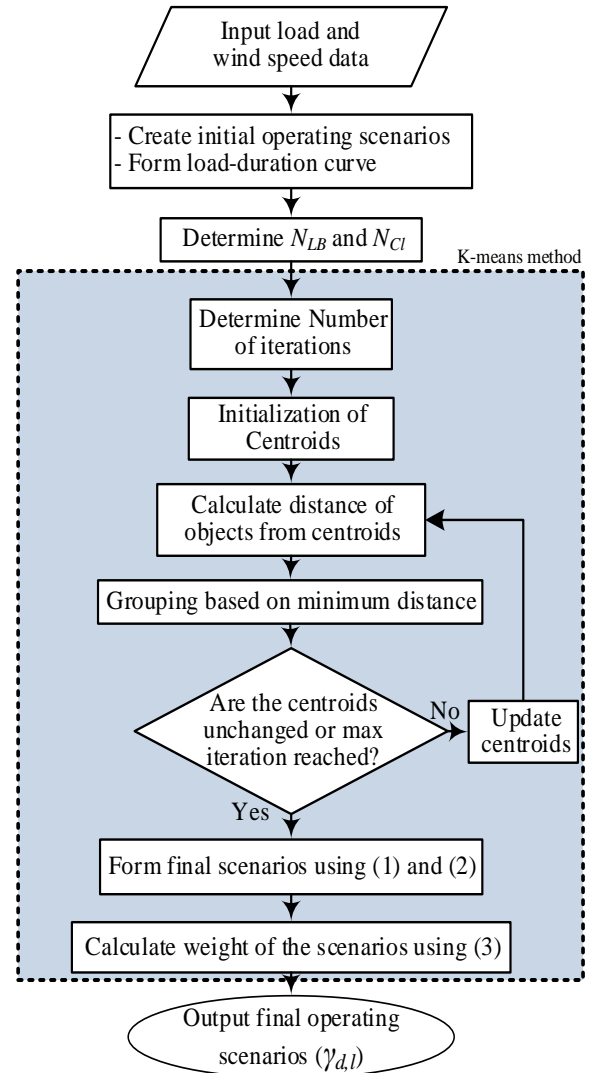 Input load and
wind speed data
- Create initial operating scenarios
- Form load-duration curve
Determine N_LB and N_Cl
K-means method
Determine Number
of iterations
Initialization of
Centroids
Calculate distance of
objects from centroids
Grouping based on minimum distance
Are the centroids
unchanged or max
iteration reached?
No
Update
centroids
Yes
Form final scenarios using (1) and (2)
Calculate weight of the scenarios using (3)
Output final operating
scenarios (γ_d,l)